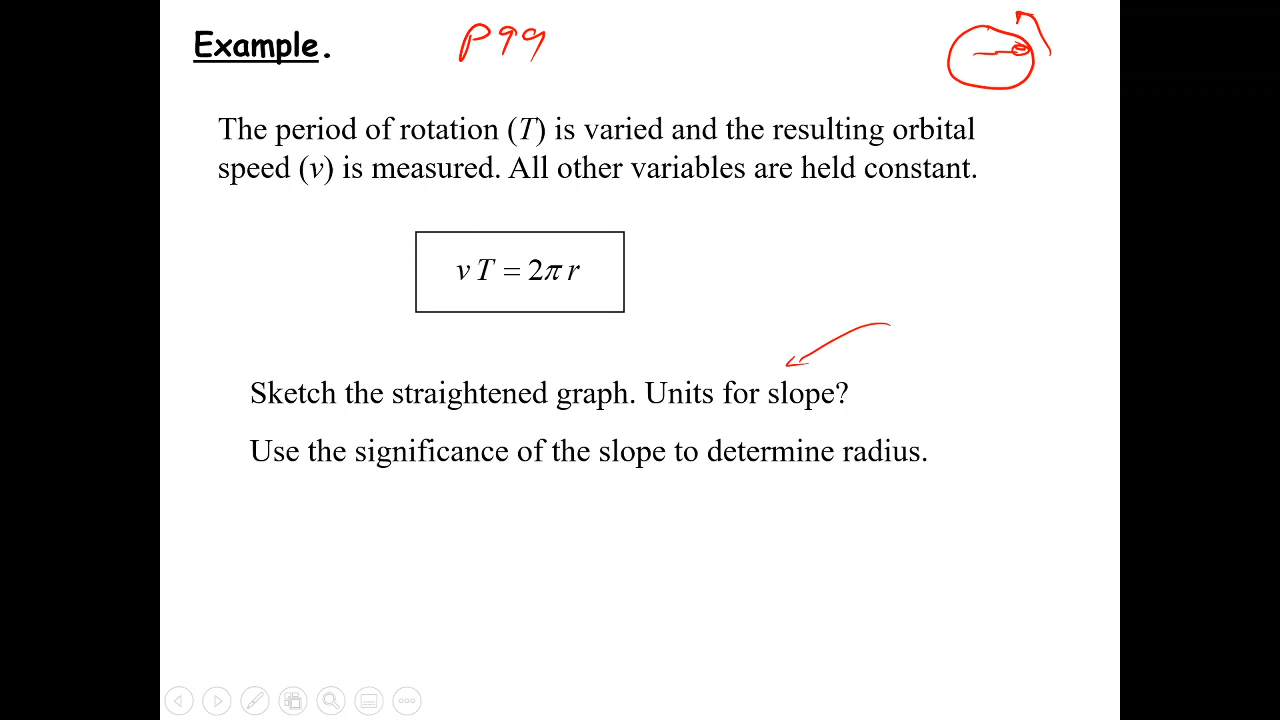 Example.
P99
The period of rotation (T) is varied and the resulting orbital
speed (v) is measured. All other variables are held constant.
v T = 2π r
Sketch the straightened graph. Units for slope?
Use the significance of the slope to determine radius.